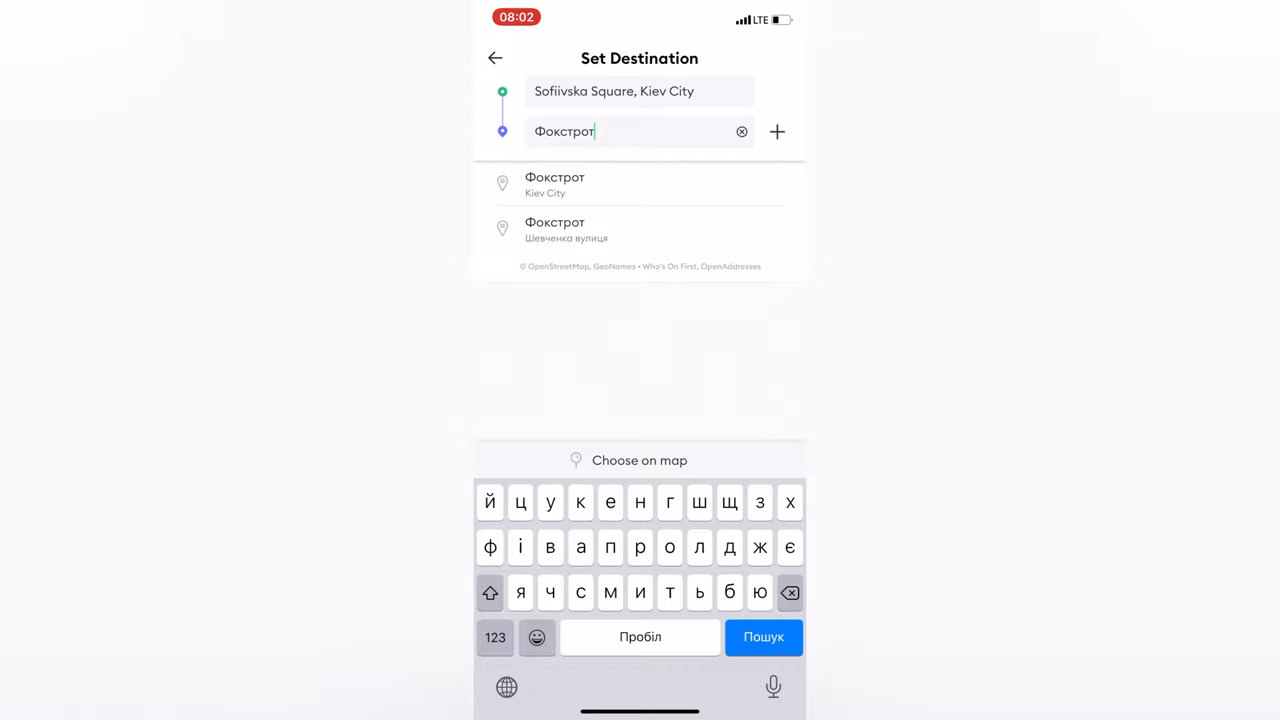 08:02
LTE
Set Destination
Sofiivska Square, Kiev City
Фокстрот
Фокстрот
Kiev City
Фокстрот
Шевченка вулиця
© OpenStreetMap, GeoNames • Who's On First, OpenAddresses
Choose on map
й ц у к е н г ш щ з х
ф і в а п р о л д ж є
я ч с м и т ь б ю
123 Пробіл Пошук